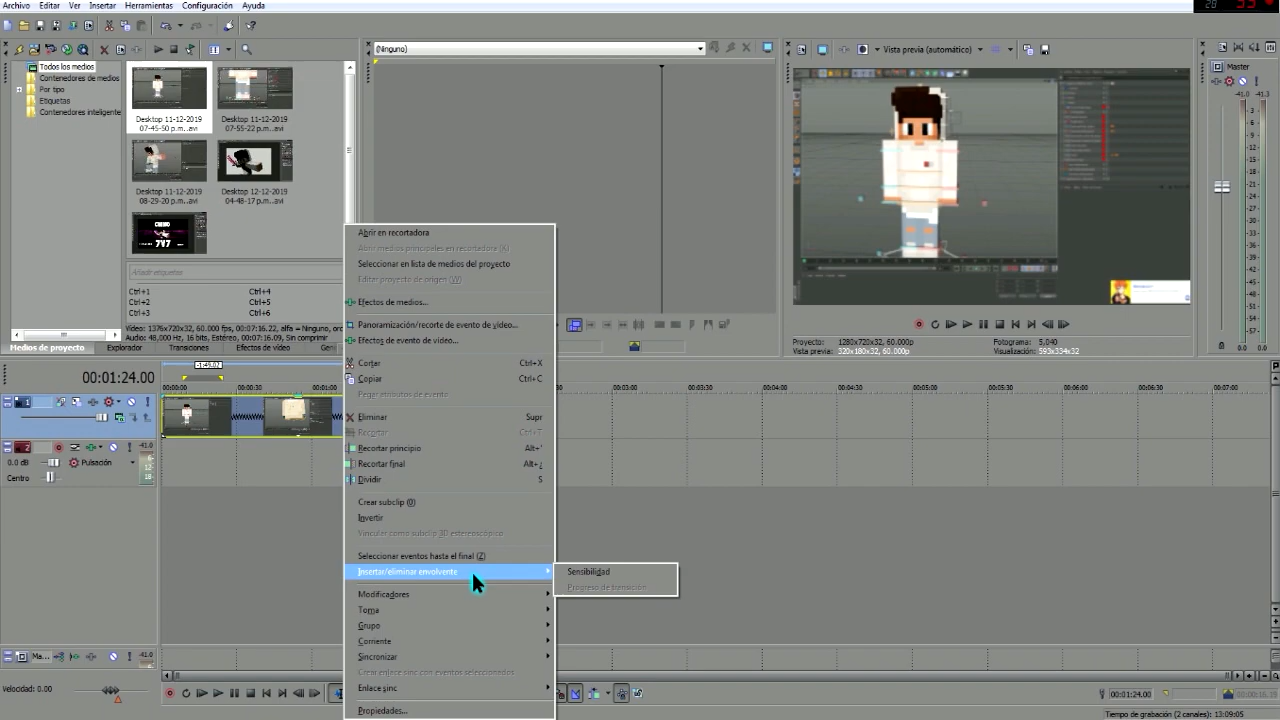 Archivo Editar Ver Insertar Herramientas Configuración Ayuda
(Ninguno)
Vista previa (automático)
Master
-41.0 -41.3
Todos los medios
Contenedores de medios
Por tipo
Etiquetas
Contenedores inteligente
Desktop 11-12-2019
07-45-50 p.m...avi
Desktop 11-12-2019
07-55-22 p.m...avi
Desktop 11-12-2019
08-29-20 p.m...avi
Desktop 12-12-2019
04-48-17 p.m..avi
Añadir etiquetas
Ctrl+1 Ctrl+4
Ctrl+2 Ctrl+5
Ctrl+3 Ctrl+6
Vídeo: 1376x720x32, 60.000 fps, 00:07:16.22, alfa = Ninguno, or
Audio: 48,000 Hz, 16 bits, Estéreo, 00:07:16.09, Sin comprimir
Medios de proyecto Explorador Transiciones Efectos de vídeo
Abrir en recortadora
Abrir medios principales en recortadora (A)
Seleccionar en lista de medios del proyecto
Editar proyecto de origen (W)
Efectos de medios...
Panoramización/recorte de evento de vídeo...
Efectos de evento de vídeo...
Cortar Ctrl+X
Copiar Ctrl+C
Pegar atributos de evento
Eliminar Supr
Recortar Ctrl+T
Recortar principio Alt+'
Recortar final Alt+¿
Dividir S
Crear subclip (0)
Invertir
Vincular como subclip 3D estereoscópico
Seleccionar eventos hasta el final (Z)
Insertar/eliminar envolvente
Sensibilidad
Progreso de transición
Modificadores
Toma
Grupo
Corriente
Sincronizar
Crear enlace sinc con eventos seleccionados
Enlace sinc
Propiedades...
Proyecto: 1280x720x32, 60.000p
Vista previa: 320x180x32, 60.000p
Fotograma: 5,040
Visualización: 593x334x32
-1:49.02
00:01:24.00
00:00:00 00:00:30 00:01:00 00:02:30 00:03:00 00:03:30 00:04:00 00:04:30 00:05:00 00:05:30 00:06:00 00:06:30 00:07:00
2
-41.0
0.0 dB
Pulsación
Centro
6
12
18
Ma... -41.0
Velocidad: 0.00
00:01:24.00
Tiempo de grabación (2 canales): 13:09:05